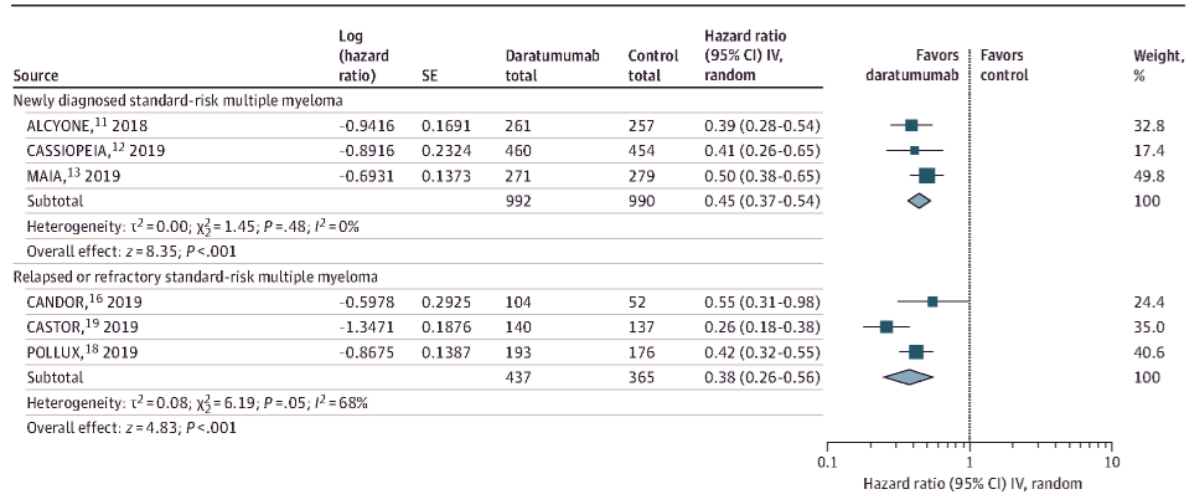 Source Log (hazard ratio) SE Daratumumab total Control total Hazard ratio (95% CI) IV, random Favors daratumumab Favors control Weight, %
Newly diagnosed standard-risk multiple myeloma
ALCYONE,11 2018 -0.9416 0.1691 261 257 0.39 (0.28-0.54) 32.8
CASSIOPEIA,12 2019 -0.8916 0.2324 460 454 0.41 (0.26-0.65) 17.4
MAIA,13 2019 -0.6931 0.1373 271 279 0.50 (0.38-0.65) 49.8
Subtotal 992 990 0.45 (0.37-0.54) 100
Heterogeneity: τ2 = 0.00; χ22 = 1.45; P = .48; I2 = 0%
Overall effect: z = 8.35; P < .001
Relapsed or refractory standard-risk multiple myeloma
CANDOR,16 2019 -0.5978 0.2925 104 52 0.55 (0.31-0.98) 24.4
CASTOR,19 2019 -1.3471 0.1876 140 137 0.26 (0.18-0.38) 35.0
POLLUX,18 2019 -0.8675 0.1387 193 176 0.42 (0.32-0.55) 40.6
Subtotal 437 365 0.38 (0.26-0.56) 100
Heterogeneity: τ2 = 0.08; χ22 = 6.19; P = .05; I2 = 68%
Overall effect: z = 4.83; P < .001
0.1 1 10
Hazard ratio (95% CI) IV, random